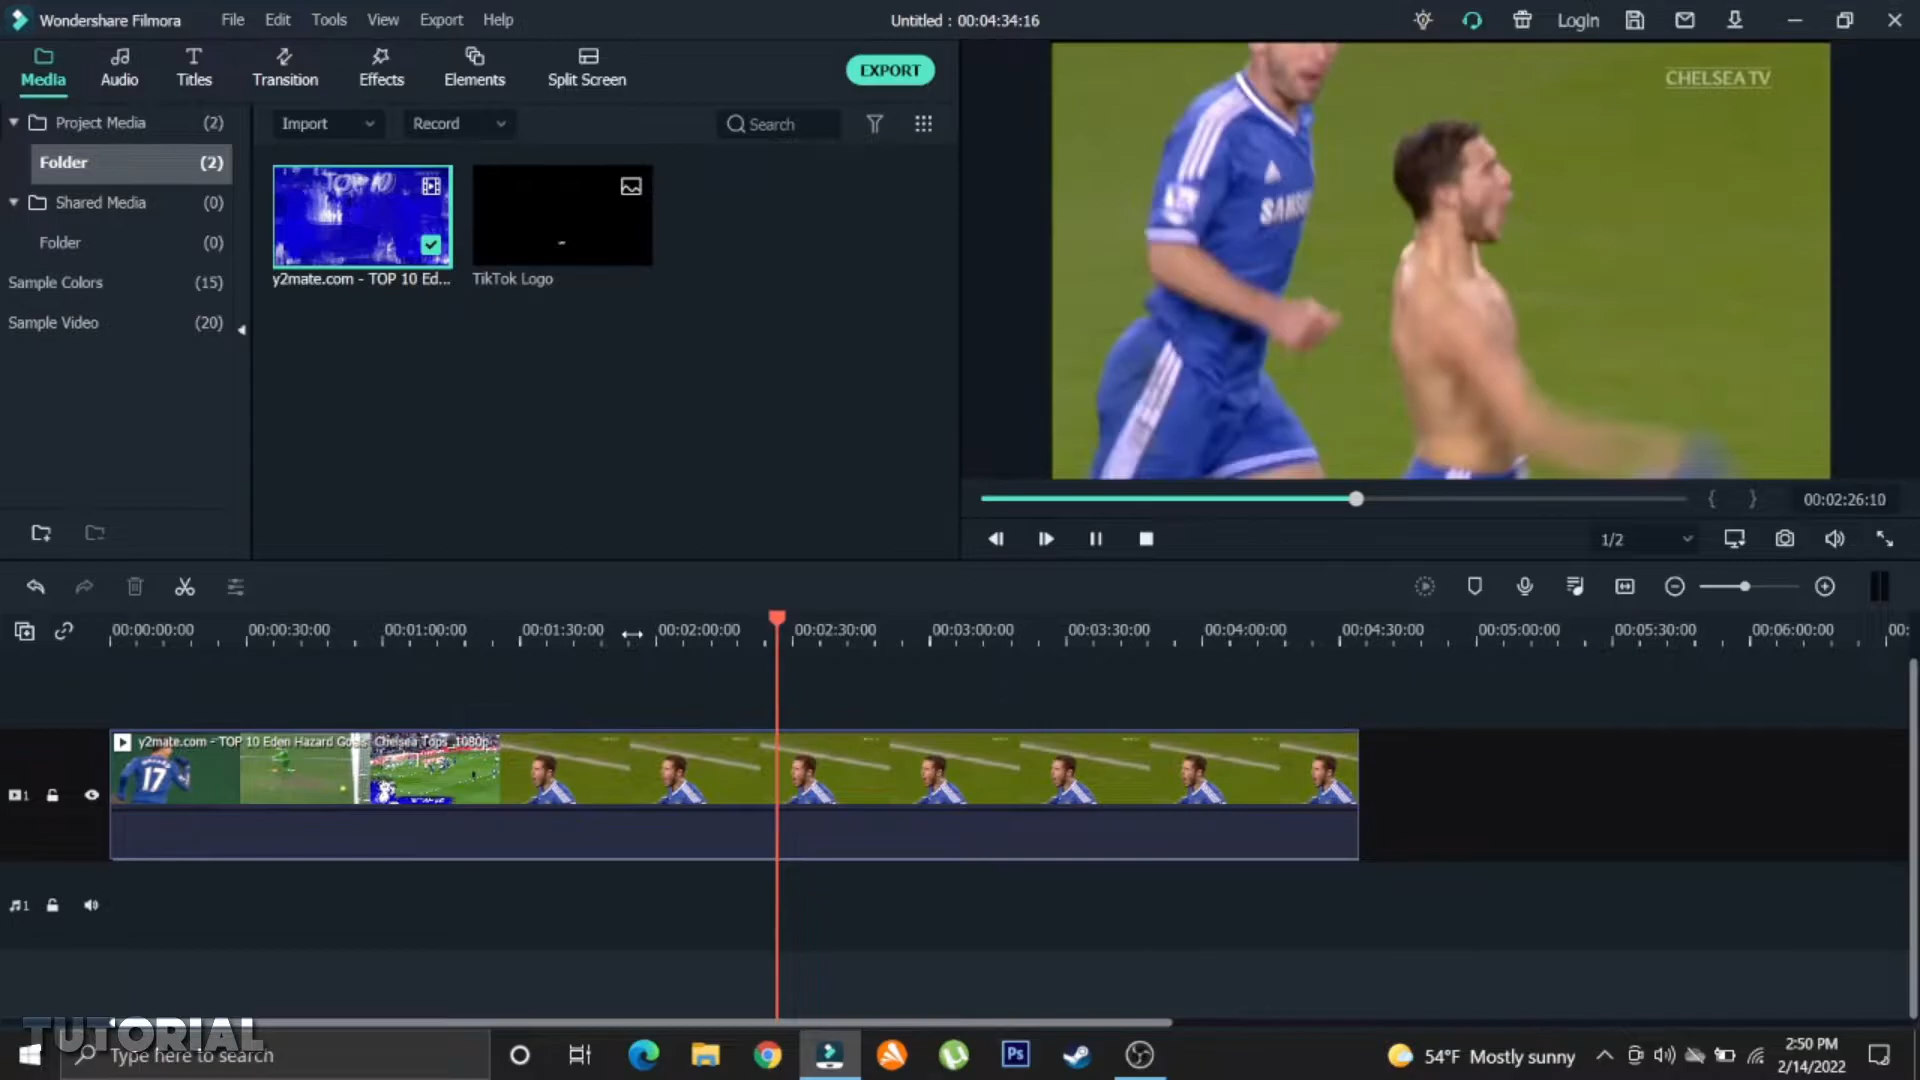 Wondershare Filmora File Edit Tools View Export Help Untitled : 00:04:34:16 Login
Media Audio Titles Transition Effects Elements Split Screen EXPORT
Project Media (2)
Folder (2)
Shared Media (0)
Folder (0)
Sample Colors (15)
Sample Video (20)
Import Record Search
TOP 10
y2mate.com - TOP 10 Ed...
TikTok Logo
CHELSEA TV
SAMSU
{ } 00:02:26:10
1/2
00:00:00:00 00:00:30:00 00:01:00:00 00:01:30:00 00:02:00:00 00:02:30:00 00:03:00:00 00:03:30:00 00:04:00:00 00:04:30:00 00:05:00:00 00:05:30:00 00:06:00:00 00:
y2mate.com - TOP 10 Eden Hazard Goals Chelsea Tops_1080p
17
1
1
TUTORIAL
Type here to search
Ps
54°F Mostly sunny
2:50 PM
2/14/2022